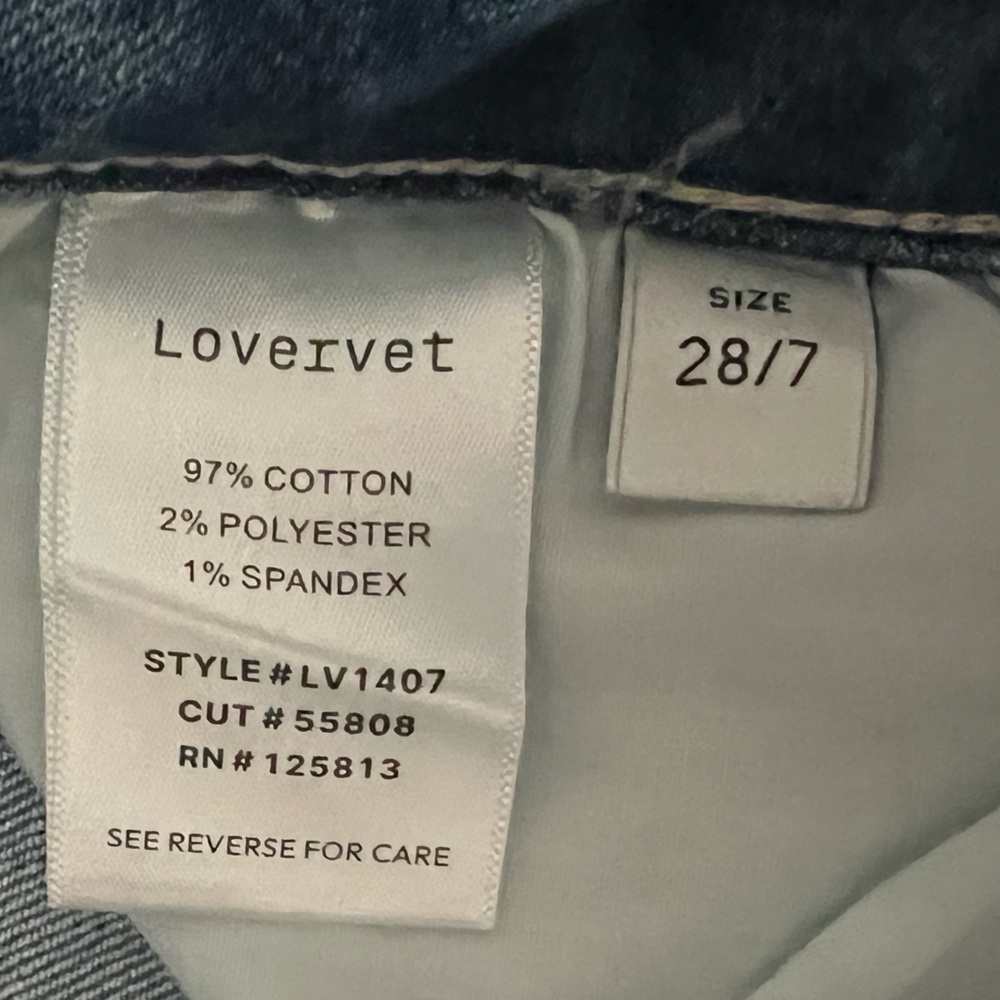 Lovervet
97% COTTON
2% POLYESTER
1% SPANDEX
STYLE # LV1407
CUT # 55808
RN # 125813
SEE REVERSE FOR CARE
SIZE
28/7